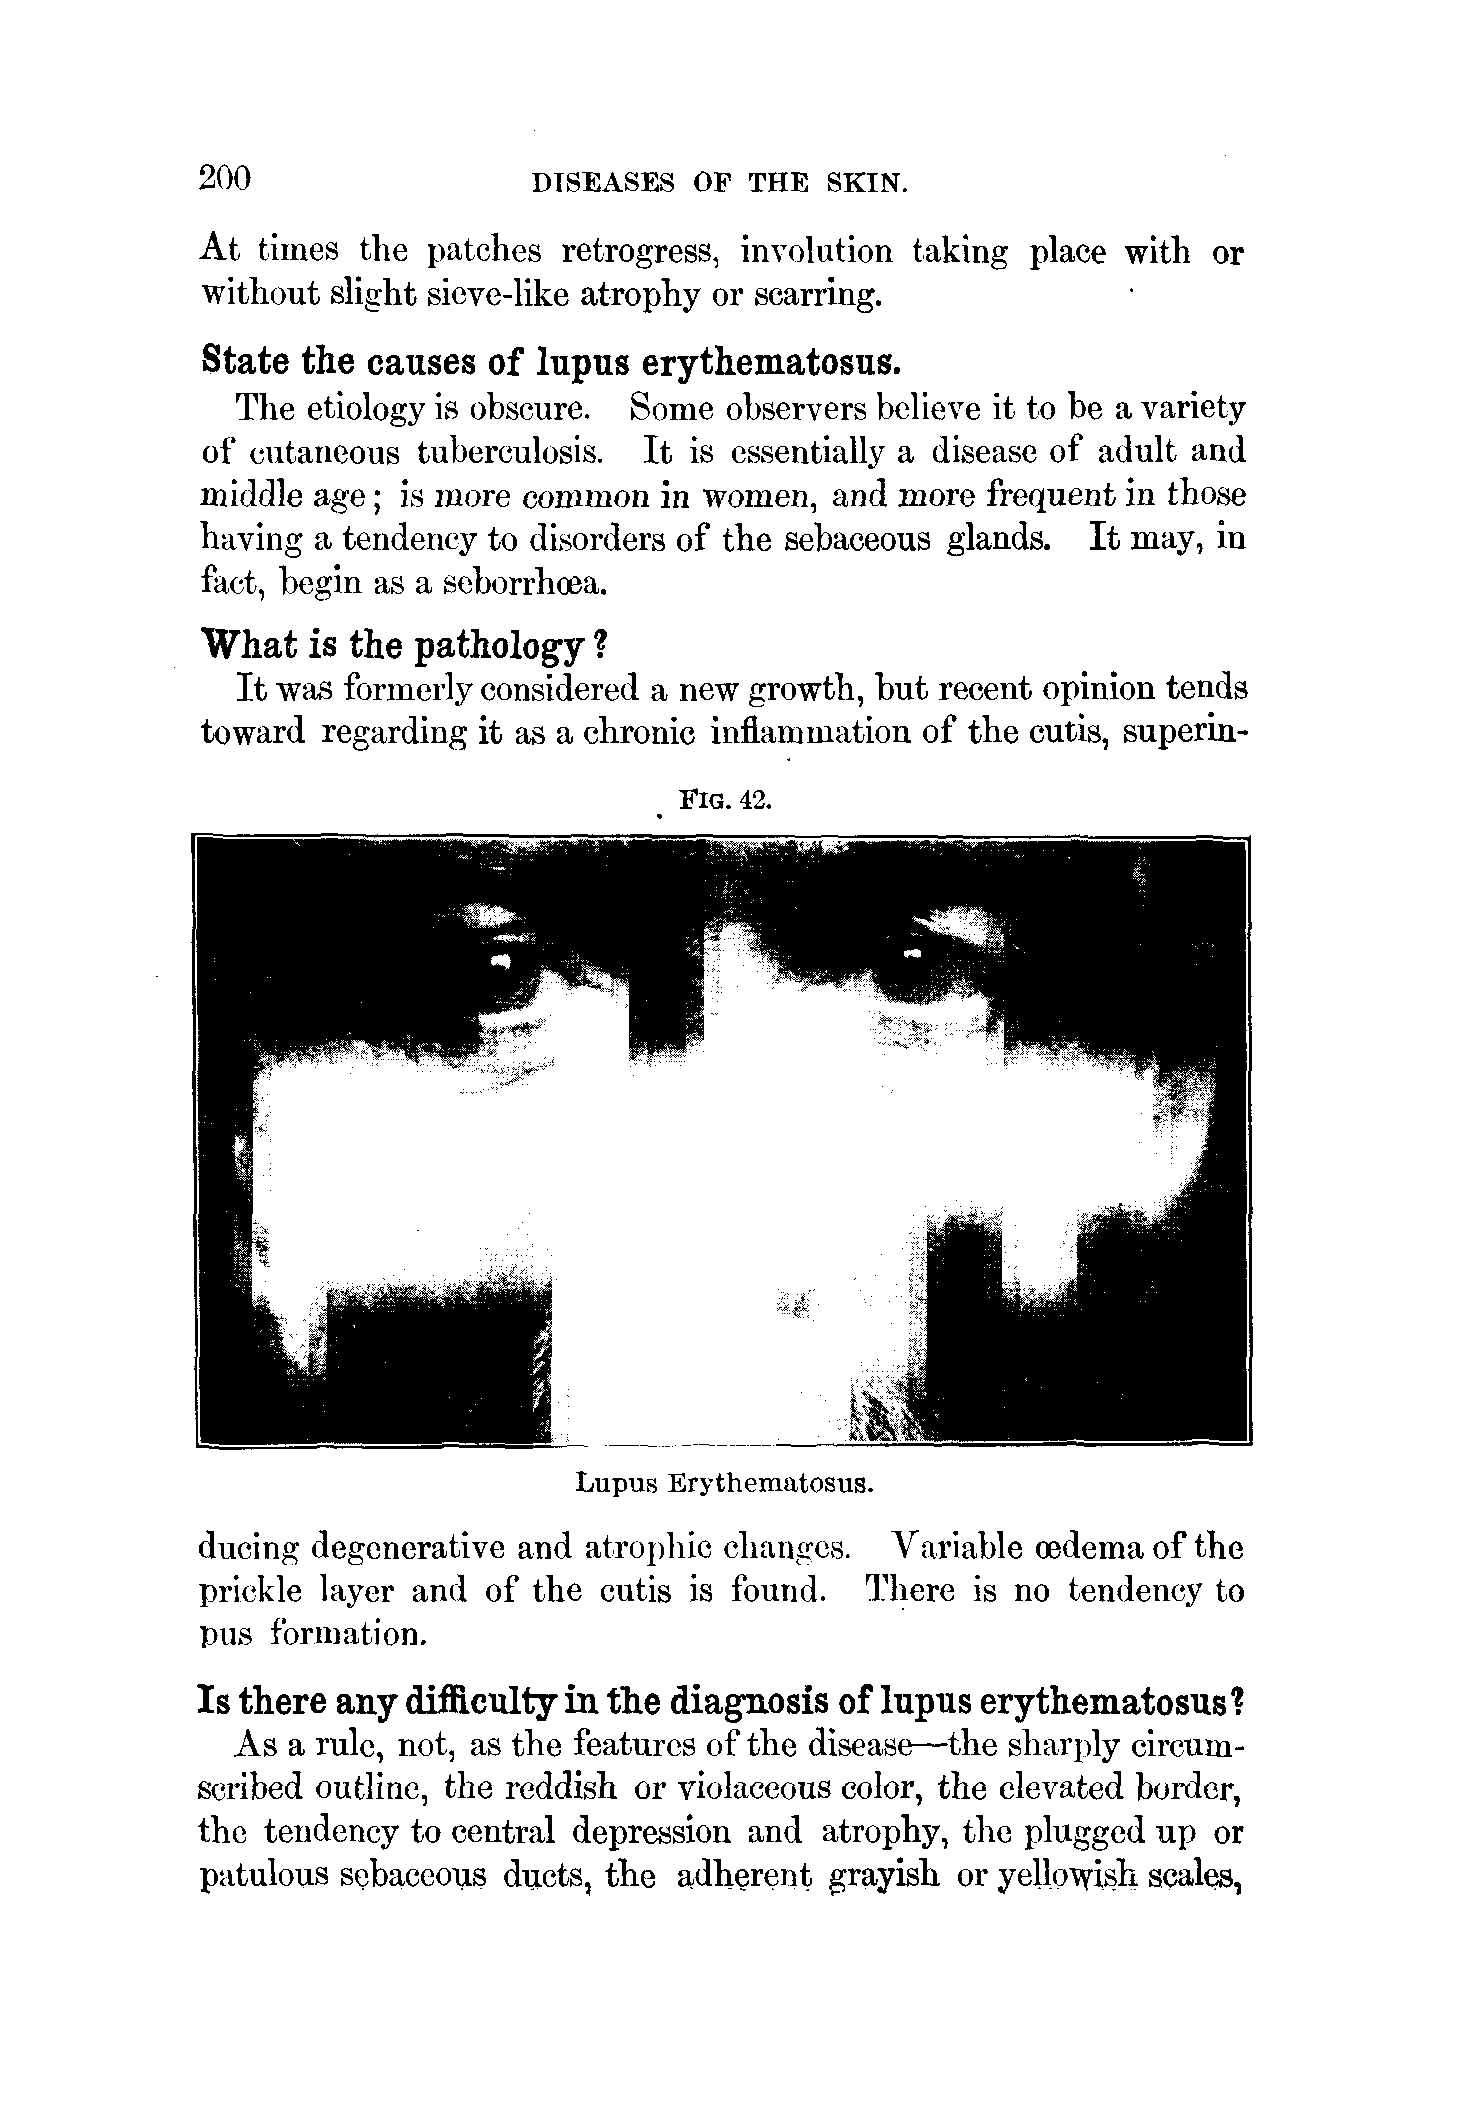 200 DISEASES OF THE SKIN.
At times the patches retrogress, involution taking place with or
without slight sieve-like atrophy or scarring.
State the causes of lupus erythematosus.
The etiology is obscure. Some observers believe it to be a variety
of cutaneous tuberculosis. It is essentially a disease of adult and
middle age; is more common in women, and more frequent in those
having a tendency to disorders of the sebaceous glands. It may, in
fact, begin as a seborrhœa.
What is the pathology?
It was formerly considered a new growth, but recent opinion tends
toward regarding it as a chronic inflammation of the cutis, superin-
FIG. 42.
Lupus Erythematosus.
ducing degenerative and atrophic changes. Variable œdema of the
prickle layer and of the cutis is found. There is no tendency to
pus formation.
Is there any difficulty in the diagnosis of lupus erythematosus?
As a rule, not, as the features of the disease—the sharply circum-
scribed outline, the reddish or violaceous color, the elevated border,
the tendency to central depression and atrophy, the plugged up or
patulous sebaceous ducts, the adherent grayish or yellowish scales,